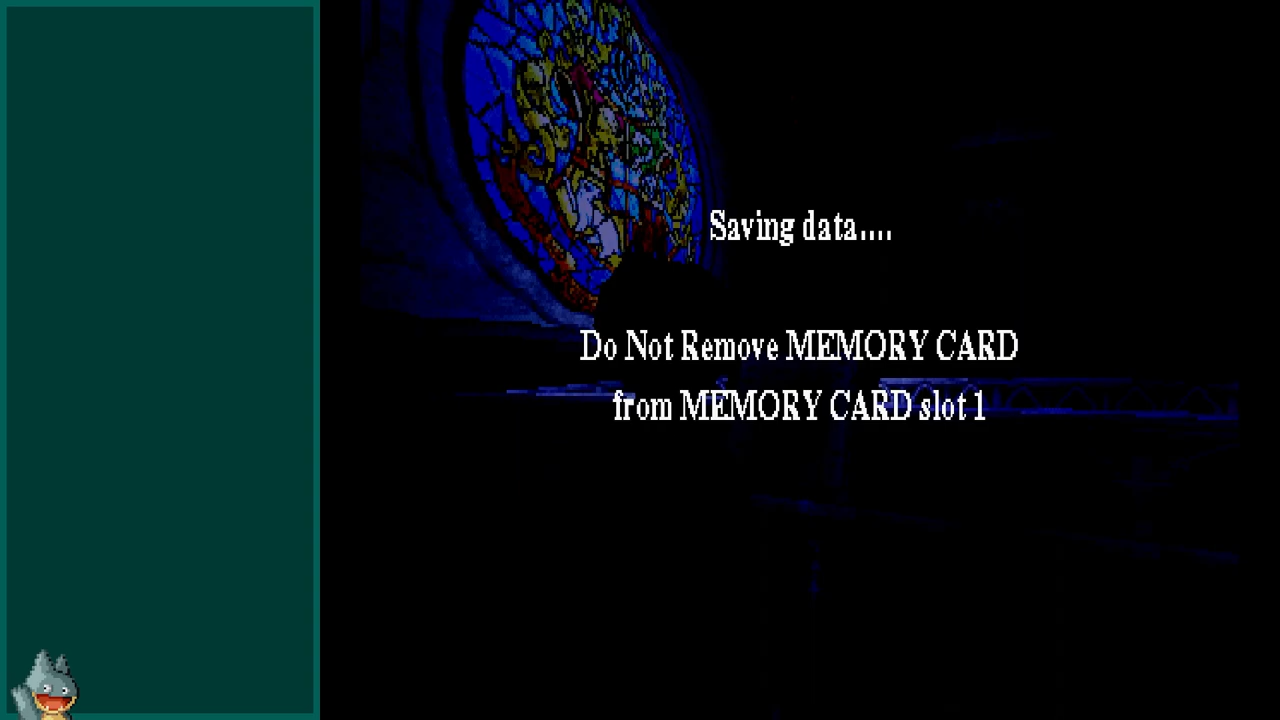 Saving data....
Do Not Remove MEMORY CARD
from MEMORY CARD slot 1